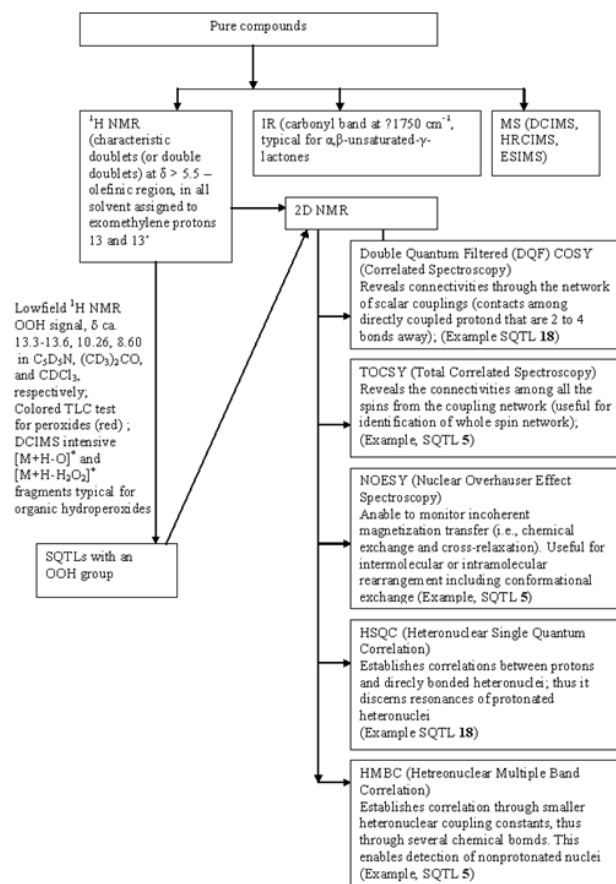 Pure compounds
¹H NMR
(characteristic
doublets (or double
doublets) at δ > 5.5 –
olefinic region, in all
solvent assigned to
exomethylene protons
13 and 13’
IR (carbonyl band at ?1750 cm⁻¹,
typical for α,β-unsaturated-γ-
lactones
MS (DCIMS,
HRCIMS,
ESIMS)
2D NMR
Lowfield ¹H NMR
OOH signal, δ ca.
13.3-13.6, 10.26, 8.60
in C₅D₅N, (CD₃)₂CO,
and CDCl₃,
respectively;
Colored TLC test
for peroxides (red) ;
DCIMS intensive
[M+H-O]⁺ and
[M+H-H₂O₂]⁺
fragments typical for
organic hydroperoxides
SQTLs with an
OOH group
Double Quantum Filtered (DQF) COSY
(Correlated Spectroscopy)
Reveals connectivities through the network
of scalar couplings (contacts among
directly coupled protond that are 2 to 4
bonds away); (Example SQTL 18)
TOCSY (Total Correlated Spectroscopy)
Reveals the connectivities among all the
spins from the coupling network (useful for
identification of whole spin network);
(Example, SQTL 5)
NOESY (Nuclear Overhauser Effect
Spectroscopy)
Anable to monitor incoherent
magnetization transfer (i.e., chemical
exchange and cross-relaxation). Useful for
intermolecular or intramolecular
rearrangement including conformational
exchange (Example, SQTL 5)
HSQC (Heteronuclear Single Quantum
Correlation)
Establishes correlations between protons
and direcly bonded heteronuclei; thus it
discerns resonances of protonated
heteronuclei
(Example SQTL 18)
HMBC (Hetreonuclear Multiple Band
Correlation)
Establishes correlation through smaller
heteronuclear coupling constants, thus
through several chemical bomds. This
enables detection of nonprotonated nuclei
(Example, SQTL 5)